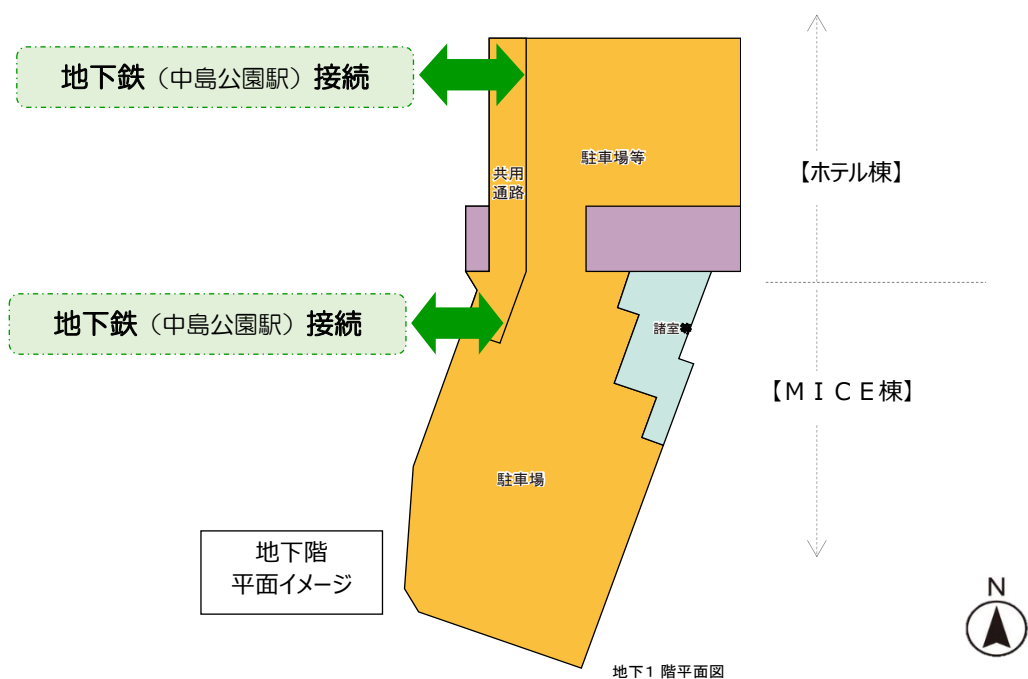 地下鉄（中島公園駅）接続
駐車場等
共用
通路
【ホテル棟】
地下鉄（中島公園駅）接続
諸室等
【ＭＩＣＥ棟】
駐車場
地下階
平面イメージ
N
地下1 階平面図